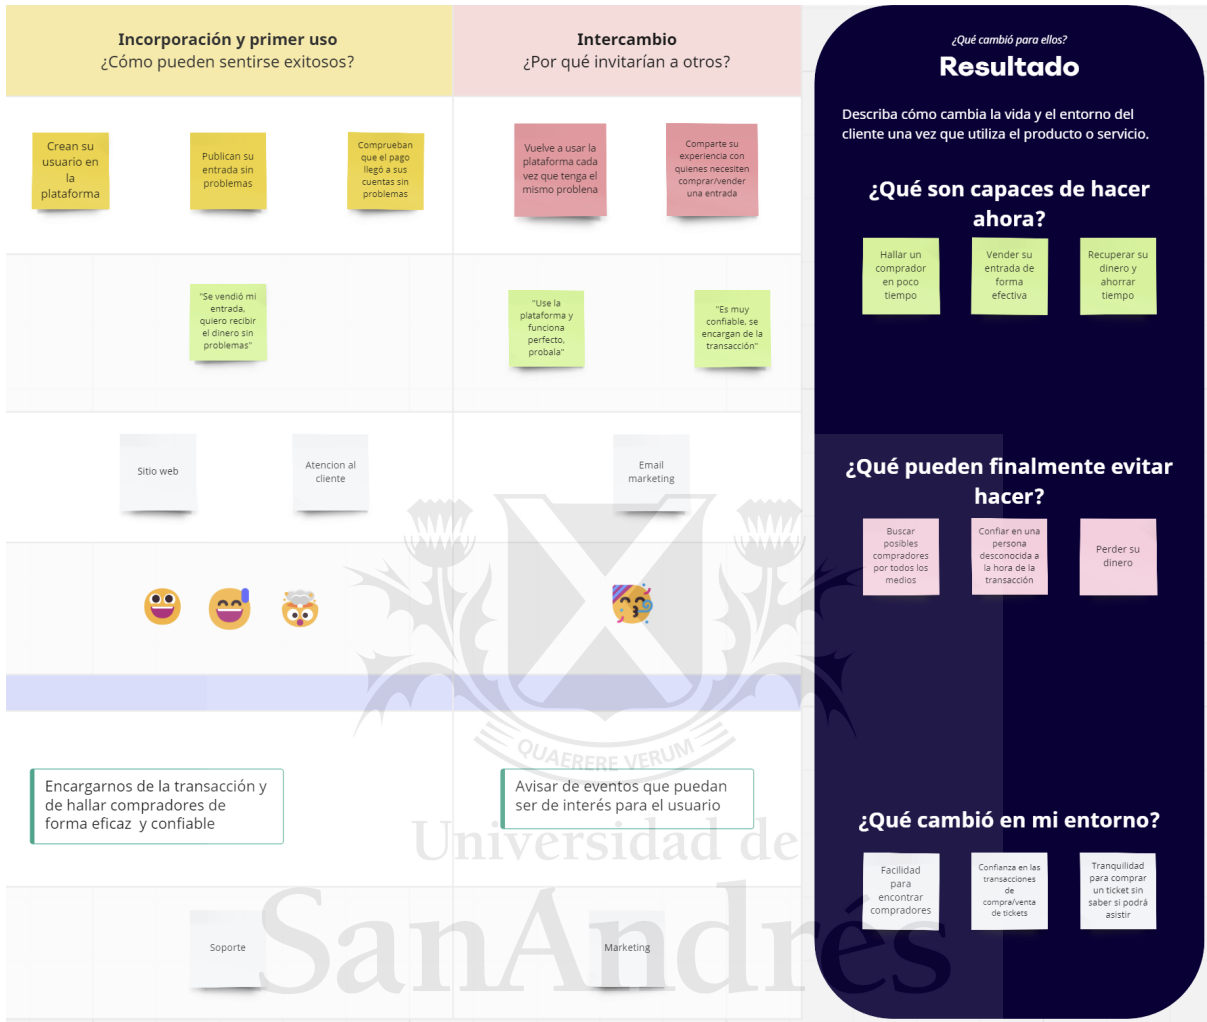 Incorporación y primer uso
¿Cómo pueden sentirse exitosos?
Intercambio
¿Por qué invitarían a otros?
¿Qué cambió para ellos?
Resultado
Describa cómo cambia la vida y el entorno del
cliente una vez que utiliza el producto o servicio.
Crean su
usuario en
la
plataforma
Publican su
entrada sin
problemas
Comprueban
que el pago
llegó a sus
cuentas sin
problemas
Vuelve a usar la
plataforma cada
vez que tenga el
mismo problena
Comparte su
experiencia con
quienes necesiten
comprar/vender
una entrada
¿Qué son capaces de hacer
ahora?
Hallar un
comprador
en poco
tiempo
Vender su
entrada de
forma
efectiva
Recuperar su
dinero y
ahorrar
tiempo
"Se vendió mi
entrada,
quiero recibir
el dinero sin
problemas"
"Use la
plataforma y
funciona
perfecto,
probala"
"Es muy
confiable, se
encargan de la
transacción"
Sitio web
Atencion al
cliente
Email
marketing
¿Qué pueden finalmente evitar
hacer?
Buscar
posibles
compradores
por todos los
medios
Confiar en una
persona
desconocida a
la hora de la
transacción
Perder su
dinero
QUAERERE VERUM
Encargarnos de la transacción y
de hallar compradores de
forma eficaz y confiable
Avisar de eventos que puedan
ser de interés para el usuario
¿Qué cambió en mi entorno?
Facilidad
para
encontrar
compradores
Confianza en las
transacciones
de
compra/venta
de tickets
Tranquilidad
para comprar
un ticket sin
saber si podrá
asistir
Universidad de
SanAndrés
Soporte
Marketing